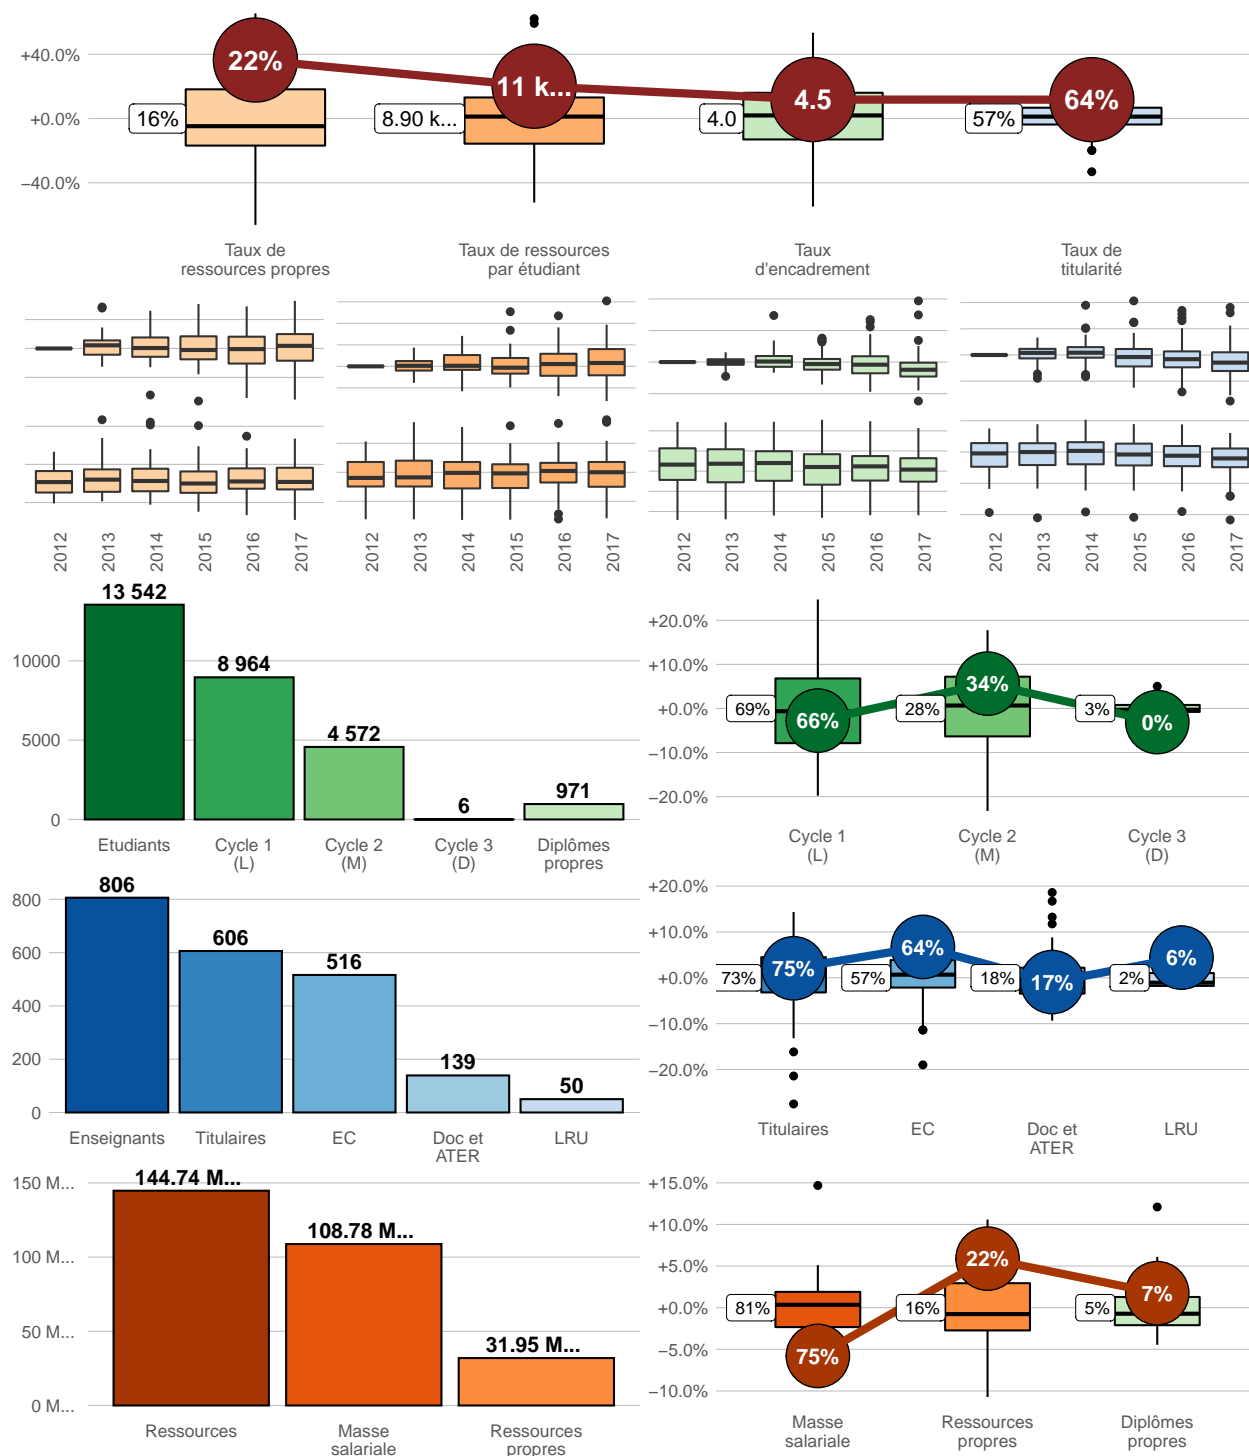 +40.0%
+0.0%
−40.0%
22%
11 k...
4.5
64%
16%
8.90 k...
4.0
57%
Taux de
ressources propres
Taux de ressources
par étudiant
Taux
d'encadrement
Taux de
titularité
2012
2013
2014
2015
2016
2017
2012
2013
2014
2015
2016
2017
2012
2013
2014
2015
2016
2017
2012
2013
2014
2015
2016
2017
13 542
8 964
4 572
6
971
10000
5000
0
Etudiants
Cycle 1
(L)
Cycle 2
(M)
Cycle 3
(D)
Diplômes
propres
+20.0%
+10.0%
+0.0%
−10.0%
−20.0%
69%
66%
28%
34%
3%
0%
Cycle 1
(L)
Cycle 2
(M)
Cycle 3
(D)
806
606
516
139
50
800
600
400
200
0
Enseignants
Titulaires
EC
Doc et
ATER
LRU
+20.0%
+10.0%
+0.0%
−10.0%
−20.0%
73%
75%
57%
64%
18%
17%
2%
6%
Titulaires
EC
Doc et
ATER
LRU
144.74 M...
108.78 M...
31.95 M...
150 M...
100 M...
50 M...
0 M...
Ressources
Masse
salariale
Ressources
propres
+15.0%
+10.0%
+5.0%
+0.0%
−5.0%
−10.0%
81%
75%
16%
22%
5%
7%
Masse
salariale
Ressources
propres
Diplômes
propres